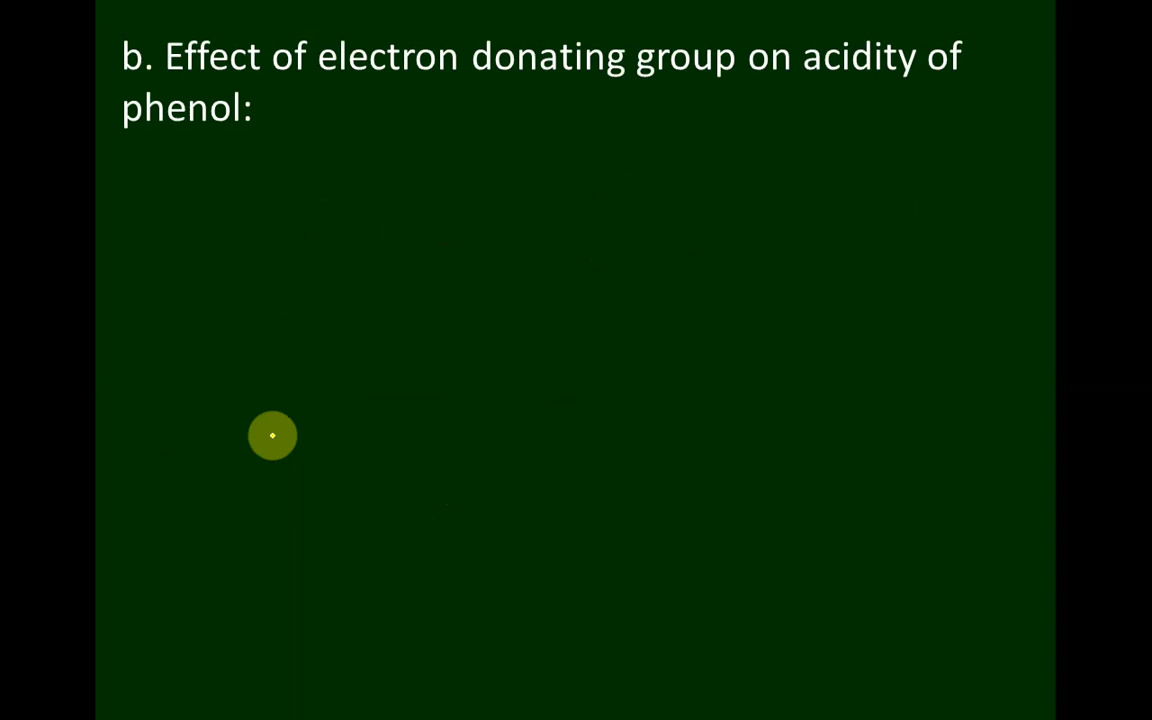 b. Effect of electron donating group on acidity of
phenol: